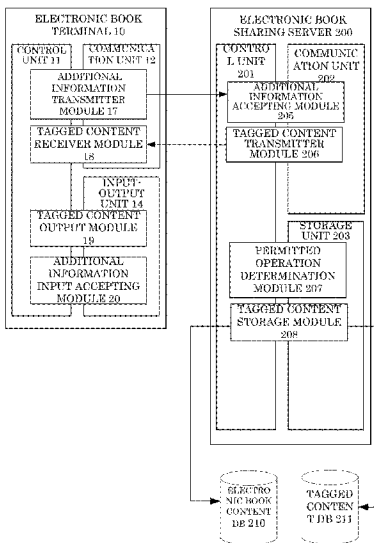 ELECTRONIC BOOK
TERMINAL 10
CONTROL
UNIT 11
COMMUNICA
TION UNIT 12
ADDITIONAL
INFORMATION
TRANSMITTER
MODULE 17
TAGGED CONTENT
RECEIVER MODULE
18
INPUT-
OUTPUT
UNIT 14
TAGGED CONTENT
OUTPUT MODULE
19
ADDITIONAL
INFORMATION
INPUT ACCEPTING
MODULE 20
ELECTRONIC BOOK
SHARING SERVER 200
CONTRO
L UNIT
201
COMMUNIC
ATION UNIT
202
ADDITIONAL
INFORMATION
ACCEPTING MODULE
205
TAGGED CONTENT
TRANSMITTER
MODULE 206
STORAGE
UNIT 203
PERMITTED
OPERATION
DETERMINATION
MODULE 207
TAGGED CONTENT
STORAGE MODULE
208
ELECTRO
NIC BOOK
CONTENT
DB 210
TAGGED
CONTEN
T DB 211